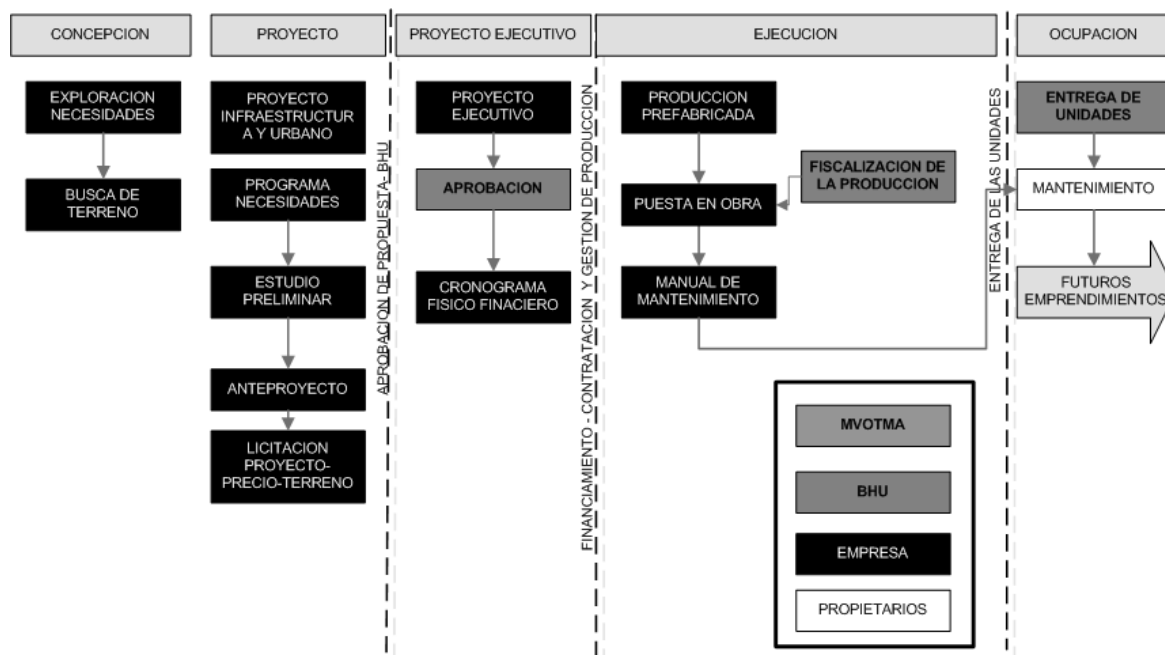 CONCEPCION
PROYECTO
PROYECTO EJECUTIVO
EJECUCION
OCUPACION
EXPLORACION
NECESIDADES
BUSCA DE
TERRENO
PROYECTO
INFRAESTRUCTUR
A Y URBANO
PROGRAMA
NECESIDADES
ESTUDIO
PRELIMINAR
ANTEPROYECTO
LICITACION
PROYECTO-
PRECIO-TERRENO
APROBACION DE PROPUESTA-BHU
PROYECTO
EJECUTIVO
APROBACION
CRONOGRAMA
FISICO FINACIERO
FINANCIAMIENTO - CONTRATACION Y GESTION DE PRODUCCION
PRODUCCION
PREFABRICADA
PUESTA EN OBRA
MANUAL DE
MANTENIMIENTO
FISCALIZACION DE
LA PRODUCCION
ENTREGA DE LAS UNIDADES
ENTREGA DE
UNIDADES
MANTENIMIENTO
FUTUROS
EMPRENDIMIENTOS
MVOTMA
BHU
EMPRESA
PROPIETARIOS